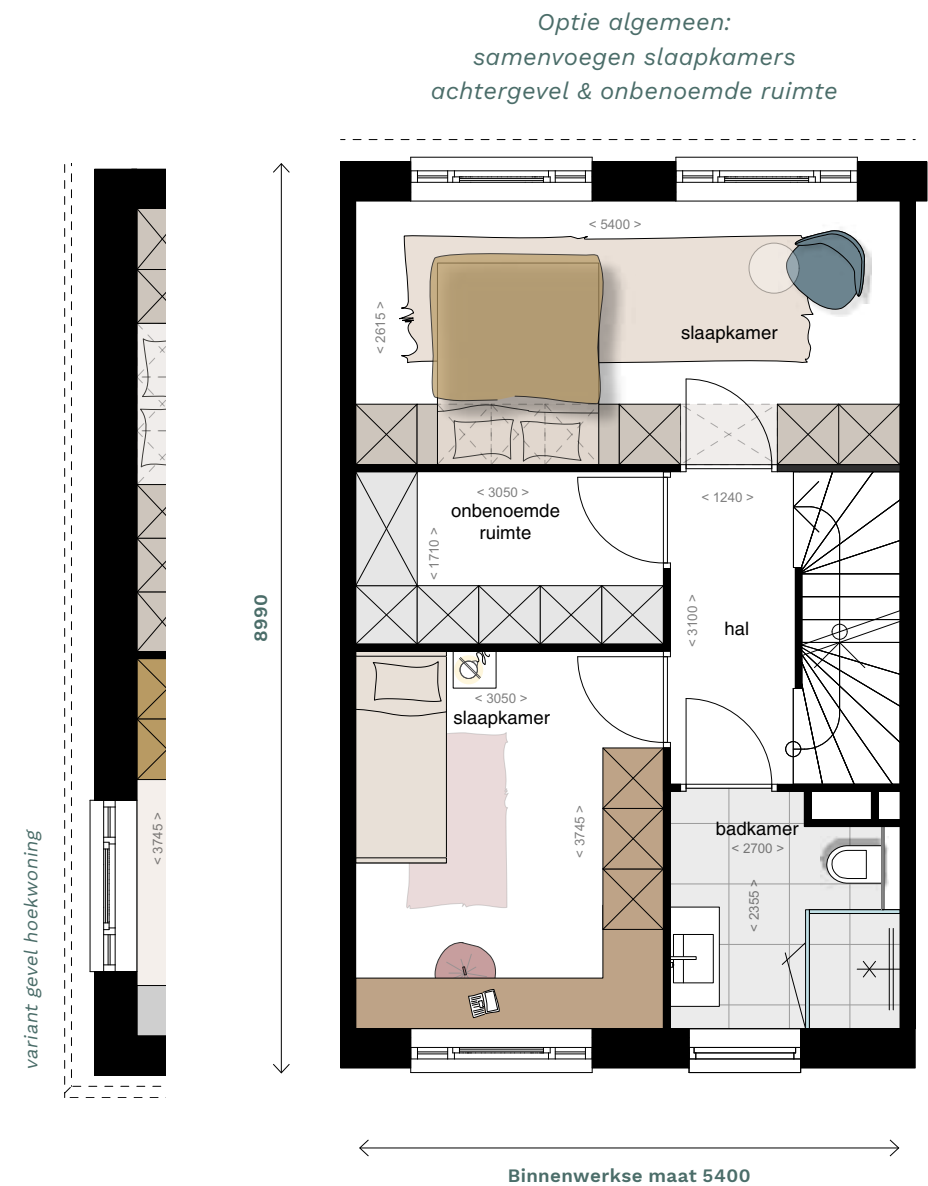 Optie algemeen:
samenvoegen slaapkamers
achtergevel & onbenoemde ruimte
< 5400 >
< 2615 >
slaapkamer
< 3050 >
onbenoemde
ruimte
< 1710 >
< 1240 >
< 3100 >
hal
8990
< 3050 >
slaapkamer
< 3745 >
badkamer
< 2700 >
< 2355 >
< 3745 >
variant gevel hoekwoning
Binnenwerkse maat 5400